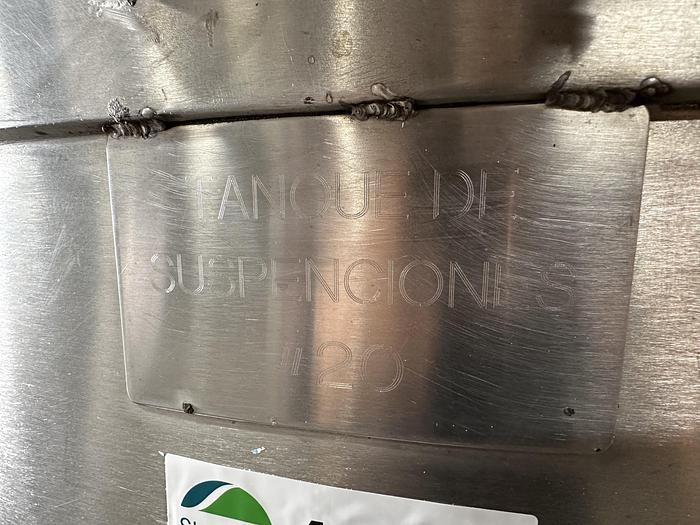 TANQUE DE
SUSPENCIONES
#20